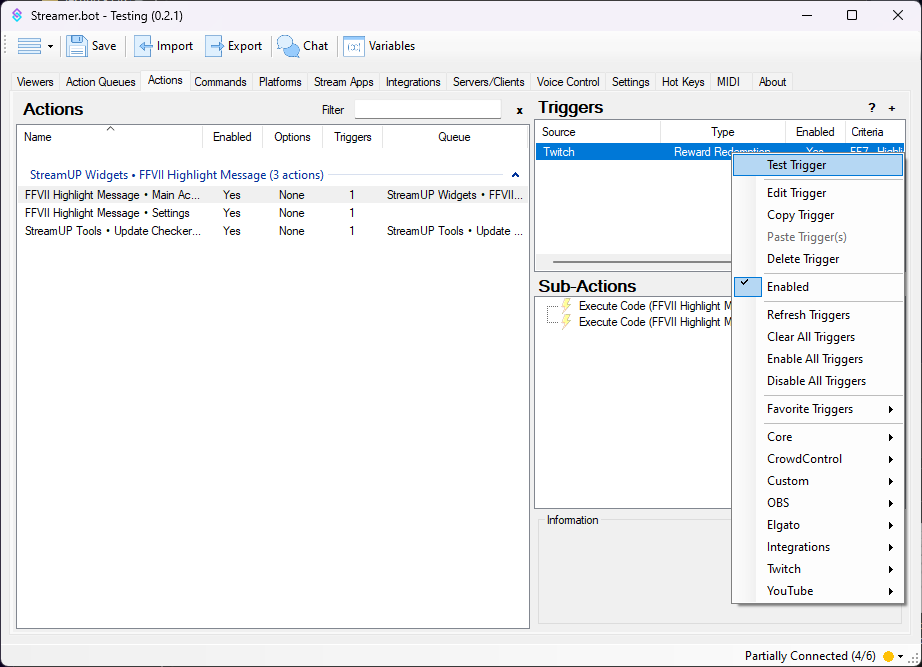 Streamer.bot - Testing (0.2.1)
Save Import Export Chat Variables
Viewers Action Queues Actions Commands Platforms Stream Apps Integrations Servers/Clients Voice Control Settings Hot Keys MIDI About
Actions Filter x
Name Enabled Options Triggers Queue
StreamUP Widgets • FFVII Highlight Message (3 actions)
FFVII Highlight Message • Main Ac... Yes None 1 StreamUP Widgets • FFVII...
FFVII Highlight Message • Settings Yes None 1
StreamUP Tools • Update Checker... Yes None 1 StreamUP Tools • Update ...
Triggers ? +
Source Type Enabled Criteria
Twitch Reward Redemption Yes
Sub-Actions
Execute Code (FFVII Highlight M
Execute Code (FFVII Highlight M
Information
Test Trigger
Edit Trigger
Copy Trigger
Paste Trigger(s)
Delete Trigger
Enabled
Refresh Triggers
Clear All Triggers
Enable All Triggers
Disable All Triggers
Favorite Triggers
Core
CrowdControl
Custom
OBS
Elgato
Integrations
Twitch
YouTube
Partially Connected (4/6)